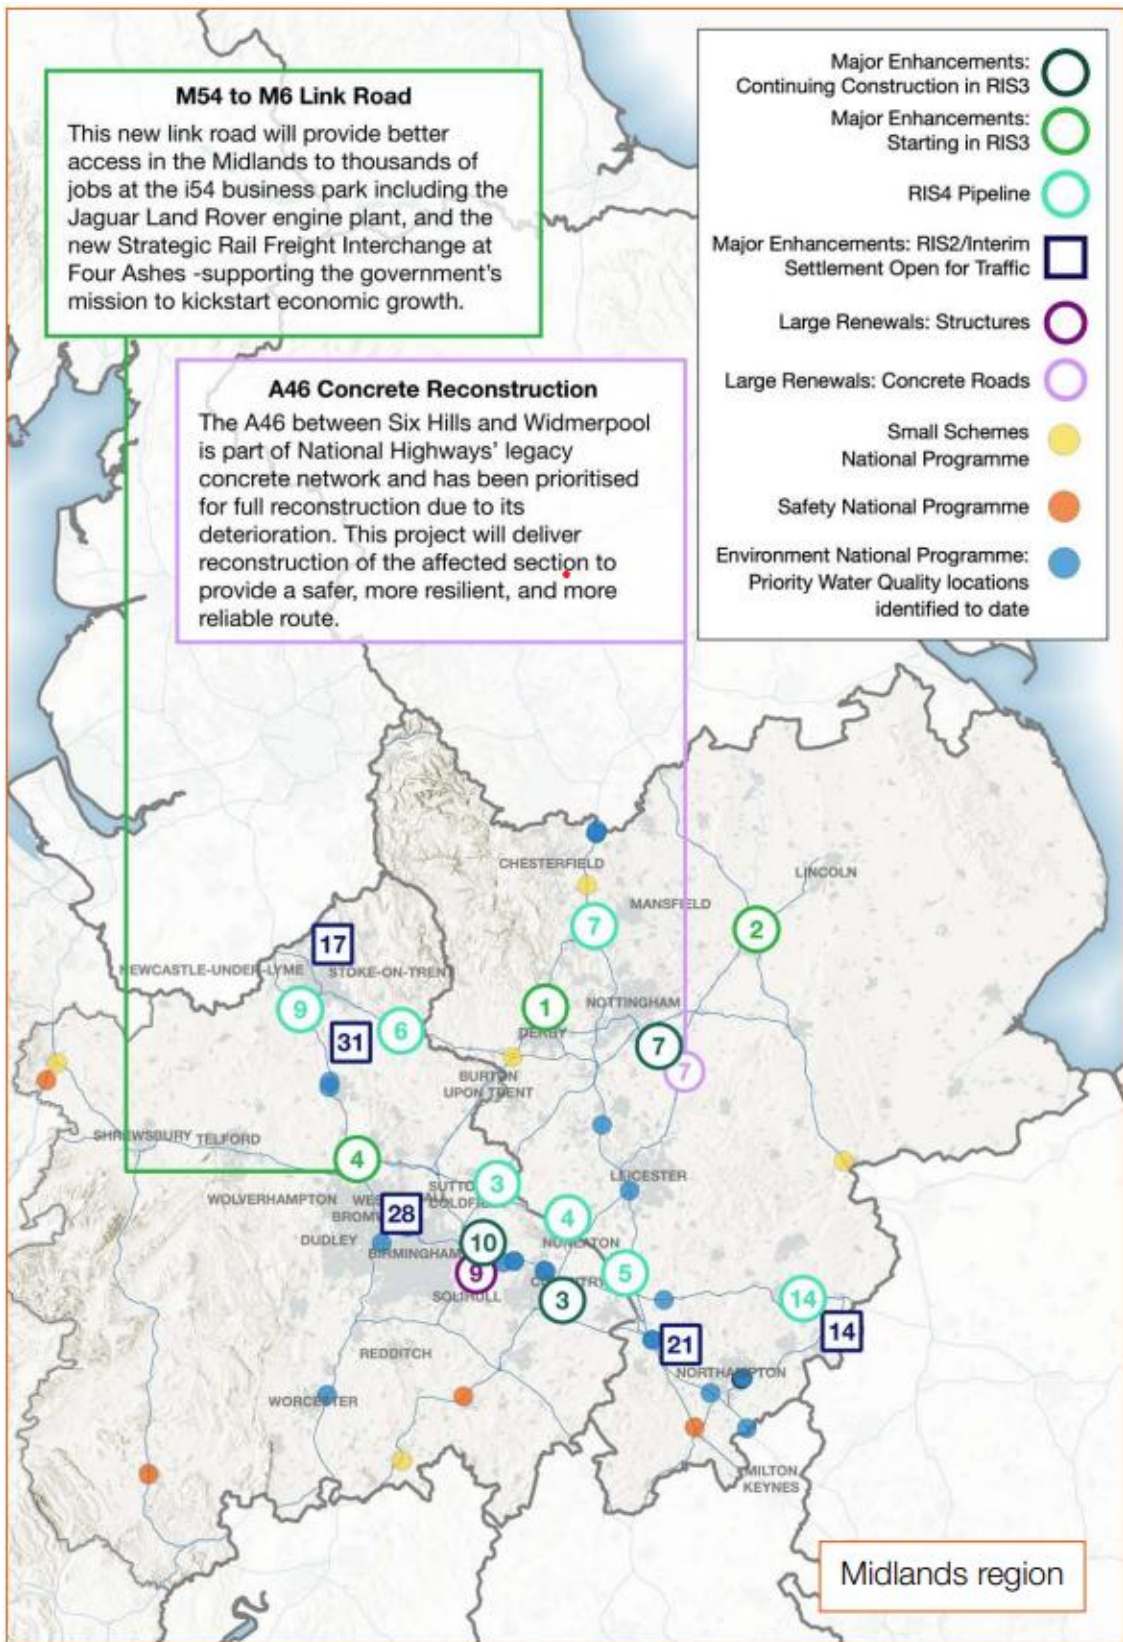 M54 to M6 Link Road
This new link road will provide better
access in the Midlands to thousands of
jobs at the i54 business park including the
Jaguar Land Rover engine plant, and the
new Strategic Rail Freight Interchange at
Four Ashes -supporting the government's
mission to kickstart economic growth.
A46 Concrete Reconstruction
The A46 between Six Hills and Widmerpool
is part of National Highways' legacy
concrete network and has been prioritised
for full reconstruction due to its
deterioration. This project will deliver
reconstruction of the affected section to
provide a safer, more resilient, and more
reliable route.
Major Enhancements:
Continuing Construction in RIS3
Major Enhancements:
Starting in RIS3
RIS4 Pipeline
Major Enhancements: RIS2/Interim
Settlement Open for Traffic
Large Renewals: Structures
Large Renewals: Concrete Roads
Small Schemes
National Programme
Safety National Programme
Environment National Programme:
Priority Water Quality locations
identified to date
CHESTERFIELD
LINCOLN
MANSFIELD
7
2
17
NEWCASTLE-UNDER-LYME
STOKE-ON-TRENT
9
1
NOTTINGHAM
6
DERBY
31
7
7
BURTON
UPON TRENT
SHREWSBURY
TELFORD
4
LEICESTER
3
WOLVERHAMPTON
28
4
DUDLEY
BIRMINGHAM
10
NUNEATON
9
5
SOLIHULL
3
14
14
21
REDDITCH
NORTHAMPTON
WORCESTER
MILTON
KEYNES
Midlands region